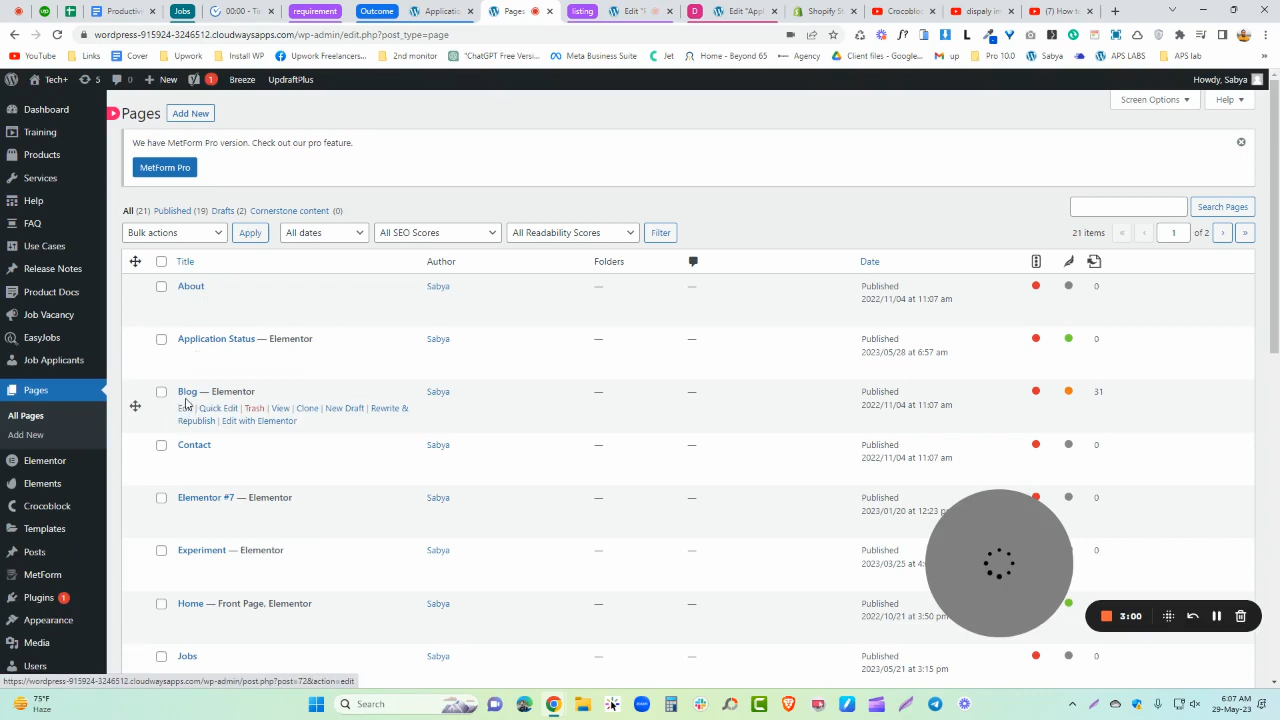 Productiv
Jobs
00:00 - Ti
requirement
Outcome
Applicatio
Pages
listing
Edit "
D
Edit "Ap
Shopify S
Crocoblo
dispaly in
(How t
wordpress-915924-3246512.cloudwaysapps.com/wp-admin/edit.php?post_type=page
YouTube
Links
Cover
Upwork
Upwork Freelancers...
2nd monitor
(ChatGPT Free Versi...
Meta Business Suite
Jet
Home - Beyond 65
Agency
Client files - Google...
up
Pro 10.0
Sabya
APS LABS
APS lab
Tech+
5
0
New
1
Breeze
UpdraftPlus
Howdy, Sabya
Dashboard
Training
Products
Services
Help
FAQ
Use Cases
Release Notes
Product Docs
Job Vacancy
EasyJobs
Job Applicants
Pages
All Pages
Add New
Elementor
Elements
Crocoblock
Templates
Posts
MetForm
Plugins 1
Appearance
Media
Users
Pages
Add New
Screen Options
Help
We have MetForm Pro version. Check out our pro feature.
MetForm Pro
All (21) | Published (19) | Drafts (2) | Cornerstone content (0)
Search Pages
Bulk actions
Apply
All dates
All SEO Scores
All Readability Scores
Filter
21 items « ‹ 1 of 2 › »
Title Author Folders Date
About Sabya — — Published 0
2022/11/04 at 11:07 am
Application Status — Elementor Sabya — — Published 0
2023/05/28 at 6:57 am
Blog — Elementor Sabya — — Published 31
2022/11/04 at 11:07 am
| Quick Edit | Trash | View | Clone | New Draft | Rewrite &
Republish | Edit with Elementor
Contact Sabya — — Published 0
2022/11/04 at 11:07 am
Elementor #7 — Elementor Sabya — — Published 0
2023/01/20 at 12:23 p
Experiment — Elementor Sabya — — Published 0
2023/03/25 at 4:
Home — Front Page, Elementor Sabya — — Published
2022/10/21 at 3:50 pm
Jobs Sabya — — Published 0
2023/05/21 at 3:15 pm
3:00
https://wordpress-915924-3246512.cloudwaysapps.com/wp-admin/post.php?post=72&action=edit
75°F
Haze
Search
6:07 AM
29-May-23